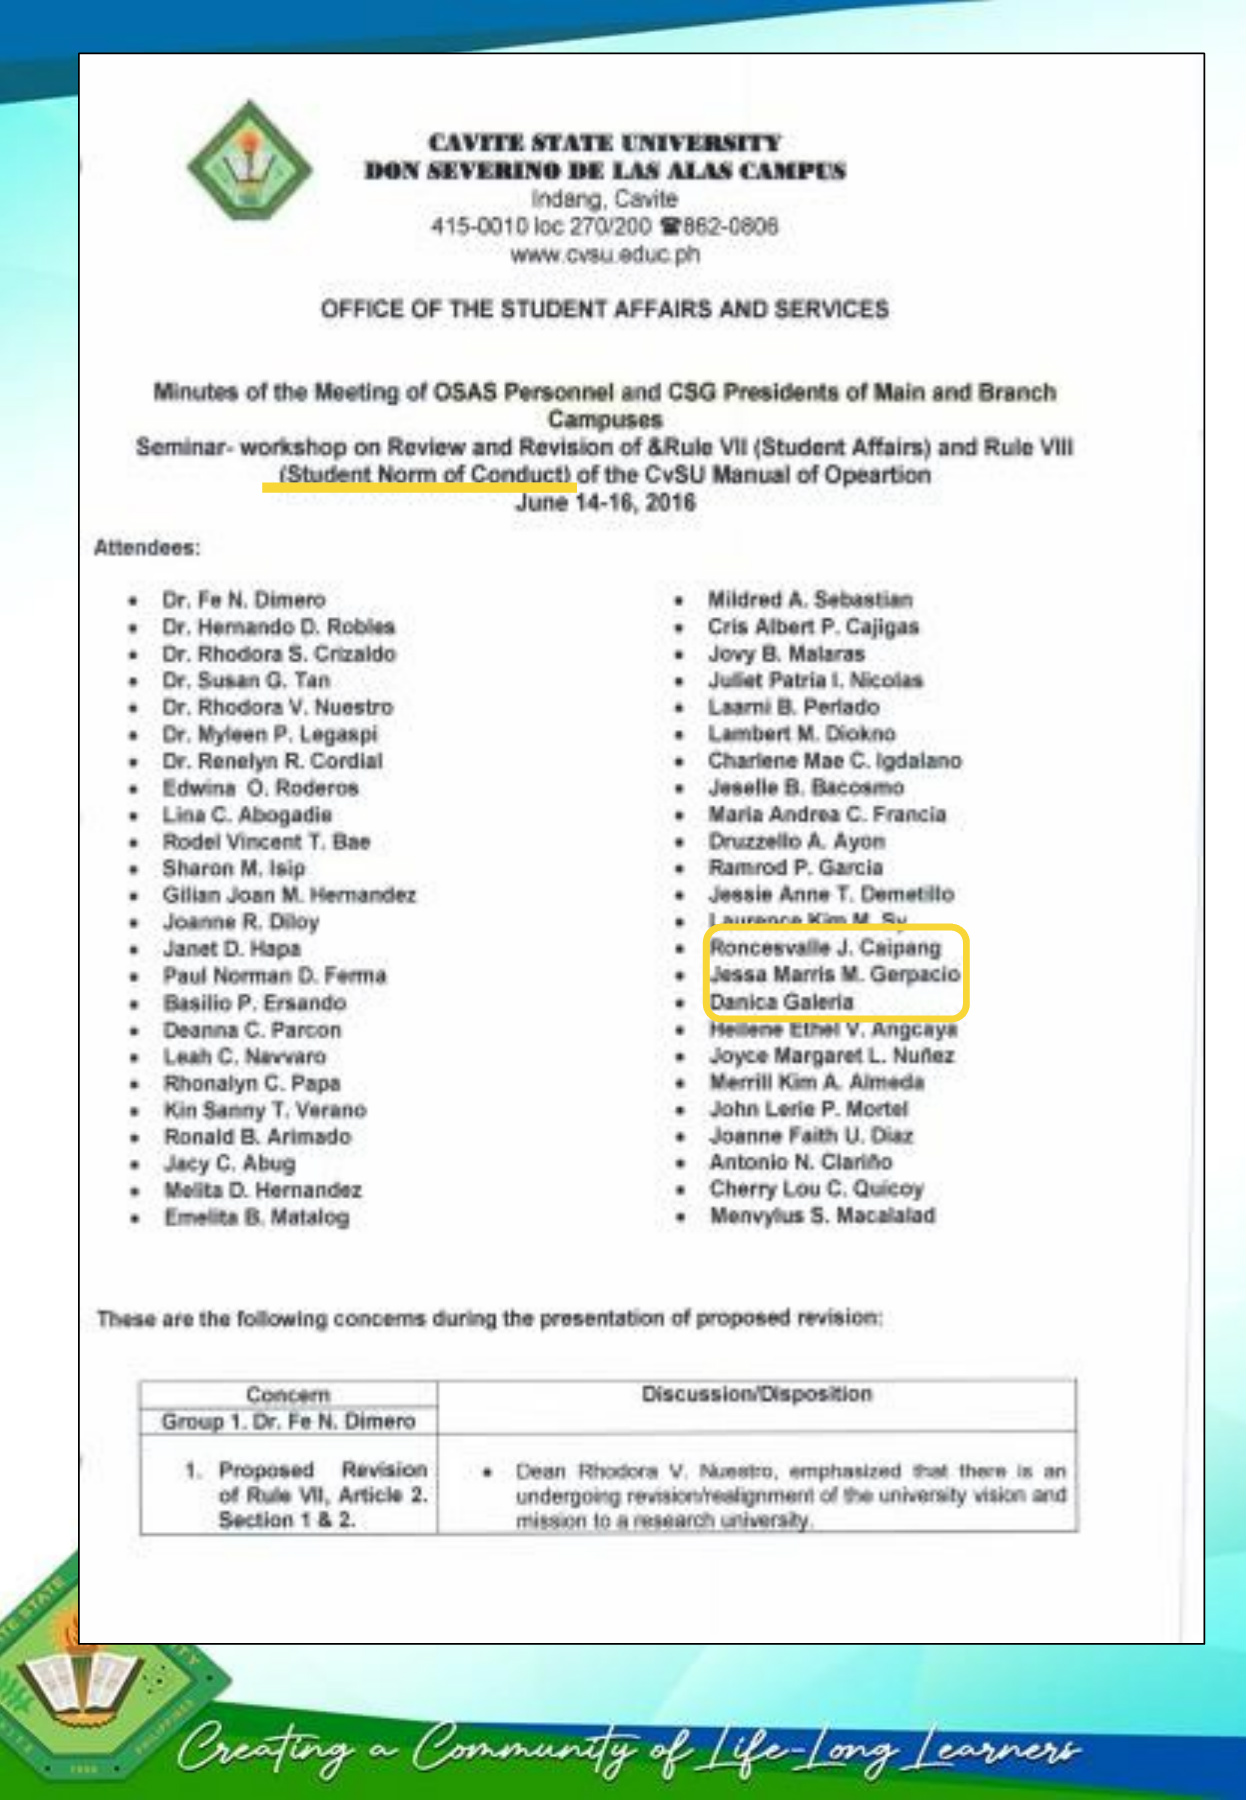 CAVITE STATE UNIVERSITY
DON SEVERINO DE LAS ALAS CAMPUS
Indang, Cavite
415-0010 loc 270/200 ☎862-0806
www.cvsu.educ.ph
OFFICE OF THE STUDENT AFFAIRS AND SERVICES
Minutes of the Meeting of OSAS Personnel and CSG Presidents of Main and Branch
Campuses
Seminar- workshop on Review and Revision of &Rule VII (Student Affairs) and Rule VIII
(Student Norm of Conduct) of the CvSU Manual of Opeartion
June 14-16, 2016
Attendees:
• Dr. Fe N. Dimero
• Dr. Hernando D. Robles
• Dr. Rhodora S. Crizaldo
• Dr. Susan G. Tan
• Dr. Rhodora V. Nuestro
• Dr. Myleen P. Legaspi
• Dr. Renelyn R. Cordial
• Edwina O. Roderos
• Lina C. Abogadie
• Rodel Vincent T. Bae
• Sharon M. Isip
• Gilian Joan M. Hernandez
• Joanne R. Diloy
• Janet D. Hapa
• Paul Norman D. Ferma
• Basilio P. Ersando
• Deanna C. Parcon
• Leah C. Navvaro
• Rhonalyn C. Papa
• Kin Sanny T. Verano
• Ronald B. Arimado
• Jacy C. Abug
• Melita D. Hernandez
• Emelita B. Matalog
• Mildred A. Sebastian
• Cris Albert P. Cajigas
• Jovy B. Malaras
• Juliet Patria I. Nicolas
• Laarni B. Perlado
• Lambert M. Diokno
• Charlene Mae C. Igdalano
• Jeselle B. Bacosmo
• Maria Andrea C. Francia
• Druzzello A. Ayon
• Ramrod P. Garcia
• Jessie Anne T. Demetillo
• Laurence Kim M. Sy
• Roncesvalle J. Caipang
• Jessa Marris M. Gerpacio
• Danica Galeria
• Hellene Ethel V. Angcaya
• Joyce Margaret L. Nuñez
• Merrill Kim A. Almeda
• John Lerie P. Mortel
• Joanne Faith U. Diaz
• Antonio N. Clariño
• Cherry Lou C. Quicoy
• Menvylus S. Macalalad
These are the following concerns during the presentation of proposed revision:
Concern
Discussion/Disposition
Group 1. Dr. Fe N. Dimero
1. Proposed Revision
of Rule VII, Article 2.
Section 1 & 2.
• Dean Rhodora V. Nuestro, emphasized that there is an
undergoing revision/realignment of the university vision and
mission to a research university.
Creating a Community of Life-Long Learners